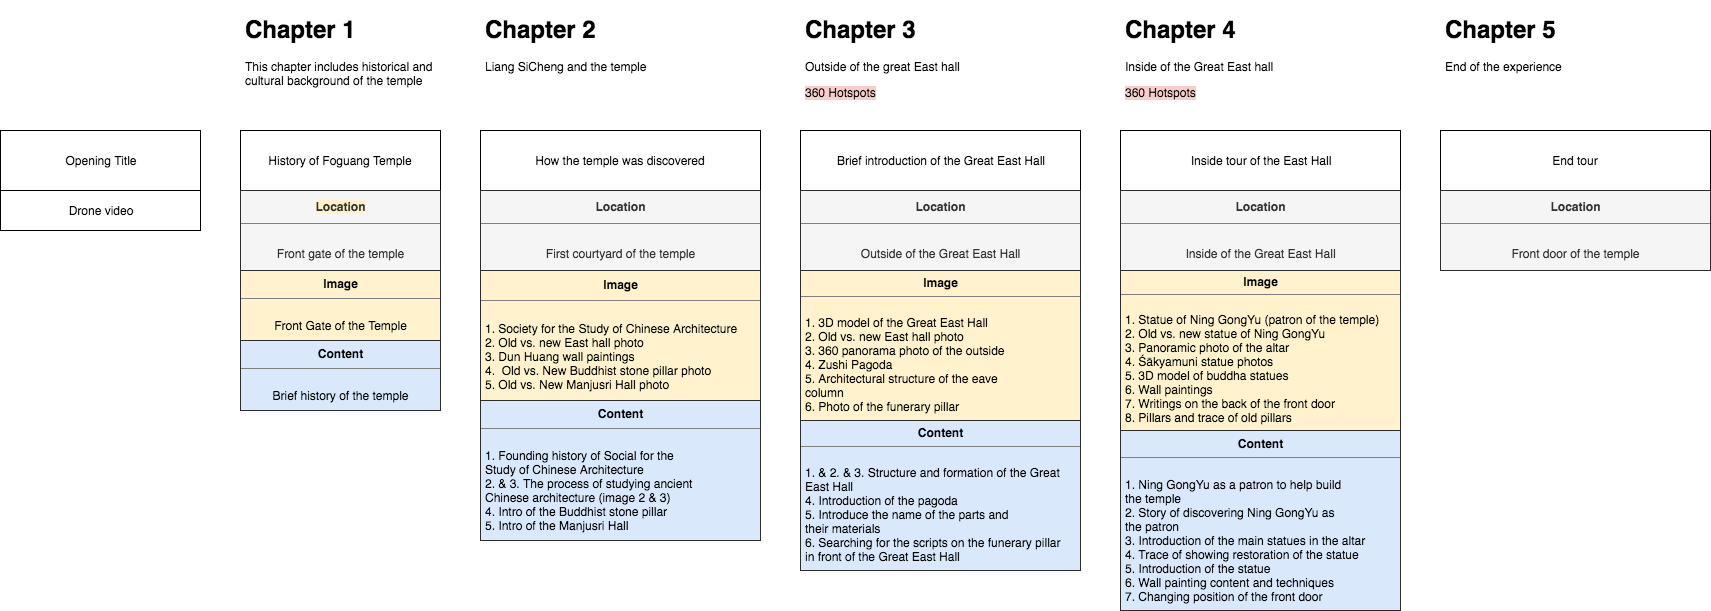 Opening Title
Drone video
Chapter 1
This chapter includes historical and
cultural background of the temple
History of Foguang Temple
Location
Front gate of the temple
Image
Front Gate of the Temple
Content
Brief history of the temple
Chapter 2
Liang SiCheng and the temple
How the temple was discovered
Location
First courtyard of the temple
Image
1. Society for the Study of Chinese Architecture
2. Old vs. new East hall photo
3. Dun Huang wall paintings
4.  Old vs. New Buddhist stone pillar photo
5. Old vs. New Manjusri Hall photo
Content
1. Founding history of Social for the
Study of Chinese Architecture
2. & 3. The process of studying ancient
Chinese architecture (image 2 & 3)
4. Intro of the Buddhist stone pillar
5. Intro of the Manjusri Hall
Chapter 3
Outside of the great East hall
360 Hotspots
Brief introduction of the Great East Hall
Location
Outside of the Great East Hall
Image
1. 3D model of the Great East Hall
2. Old vs. new East hall photo
3. 360 panorama photo of the outside
4. Zushi Pagoda
5. Architectural structure of the eave
column
6. Photo of the funerary pillar
Content
1. & 2. & 3. Structure and formation of the Great
East Hall
4. Introduction of the pagoda
5. Introduce the name of the parts and
their materials
6. Searching for the scripts on the funerary pillar
in front of the Great East Hall
Chapter 4
Inside of the Great East hall
360 Hotspots
Inside tour of the East Hall
Location
Inside of the Great East Hall
Image
1. Statue of Ning GongYu (patron of the temple)
2. Old vs. new statue of Ning GongYu
3. Panoramic photo of the altar
4. Śākyamuni statue photos
5. 3D model of buddha statues
6. Wall paintings
7. Writings on the back of the front door
8. Pillars and trace of old pillars
Content
1. Ning GongYu as a patron to help build
the temple
2. Story of discovering Ning GongYu as
the patron
3. Introduction of the main statues in the altar
4. Trace of showing restoration of the statue
5. Introduction of the statue
6. Wall painting content and techniques
7. Changing position of the front door
Chapter 5
End of the experience
End tour
Location
Front door of the temple